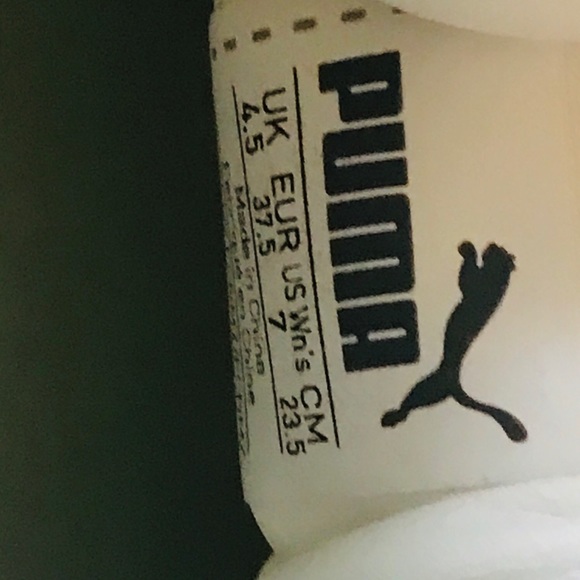 PUMA
UK EUR US Wn's CM
4.5 37.5 7 23.5
Made in China